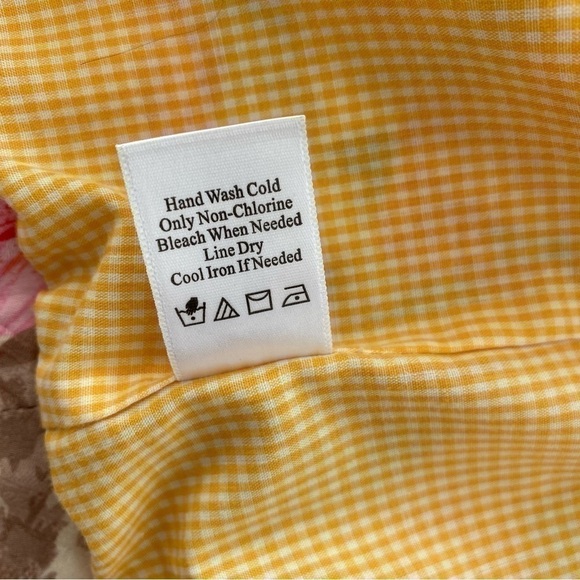 Hand Wash Cold
Only Non-Chlorine
Bleach When Needed
Line Dry
Cool Iron If Needed